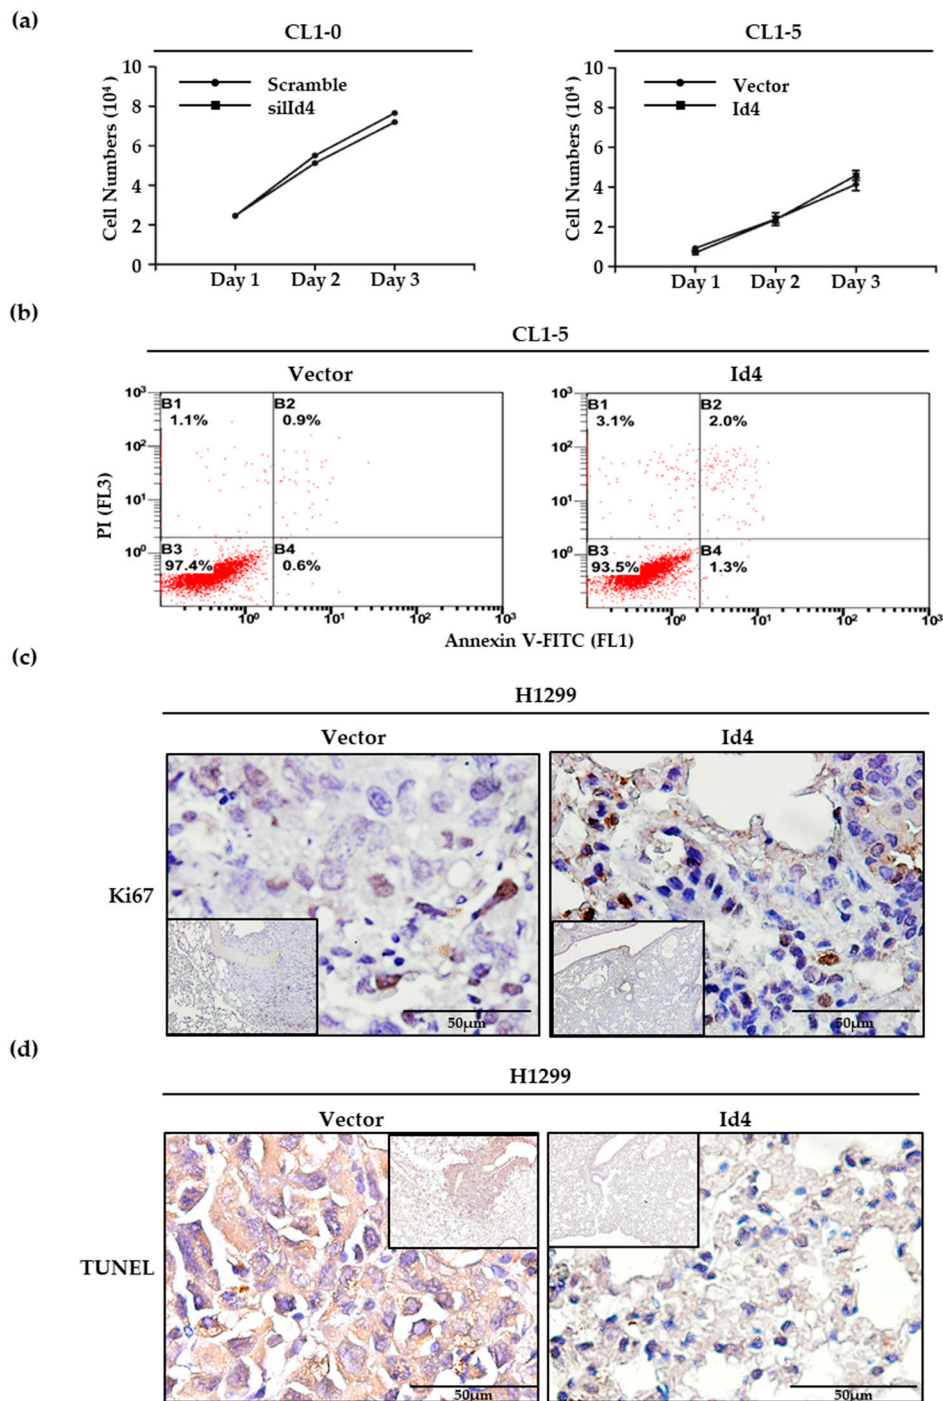 (a)
CL1-0 CL1-5
10 10
Scramble Vector
silId4 Id4
8 8
6 6
4 4
2 2
0 0
Cell Numbers (10⁴) Cell Numbers (10⁴)
Day 1 Day 2 Day 3 Day 1 Day 2 Day 3
(b)
CL1-5
Vector Id4
10³ 10³
B1 B2 B1 B2
1.1% 0.9% 3.1% 2.0%
10² 10²
PI (FL3)
10¹ 10¹
10⁰ 10⁰
B3 B4 B3 B4
97.4% 0.6% 93.5% 1.3%
10⁰ 10¹ 10² 10³ 10⁰ 10¹ 10² 10³
Annexin V-FITC (FL1)
(c)
H1299
Vector Id4
Ki67
50µm 50µm
(d)
H1299
Vector Id4
TUNEL
50µm 50µm